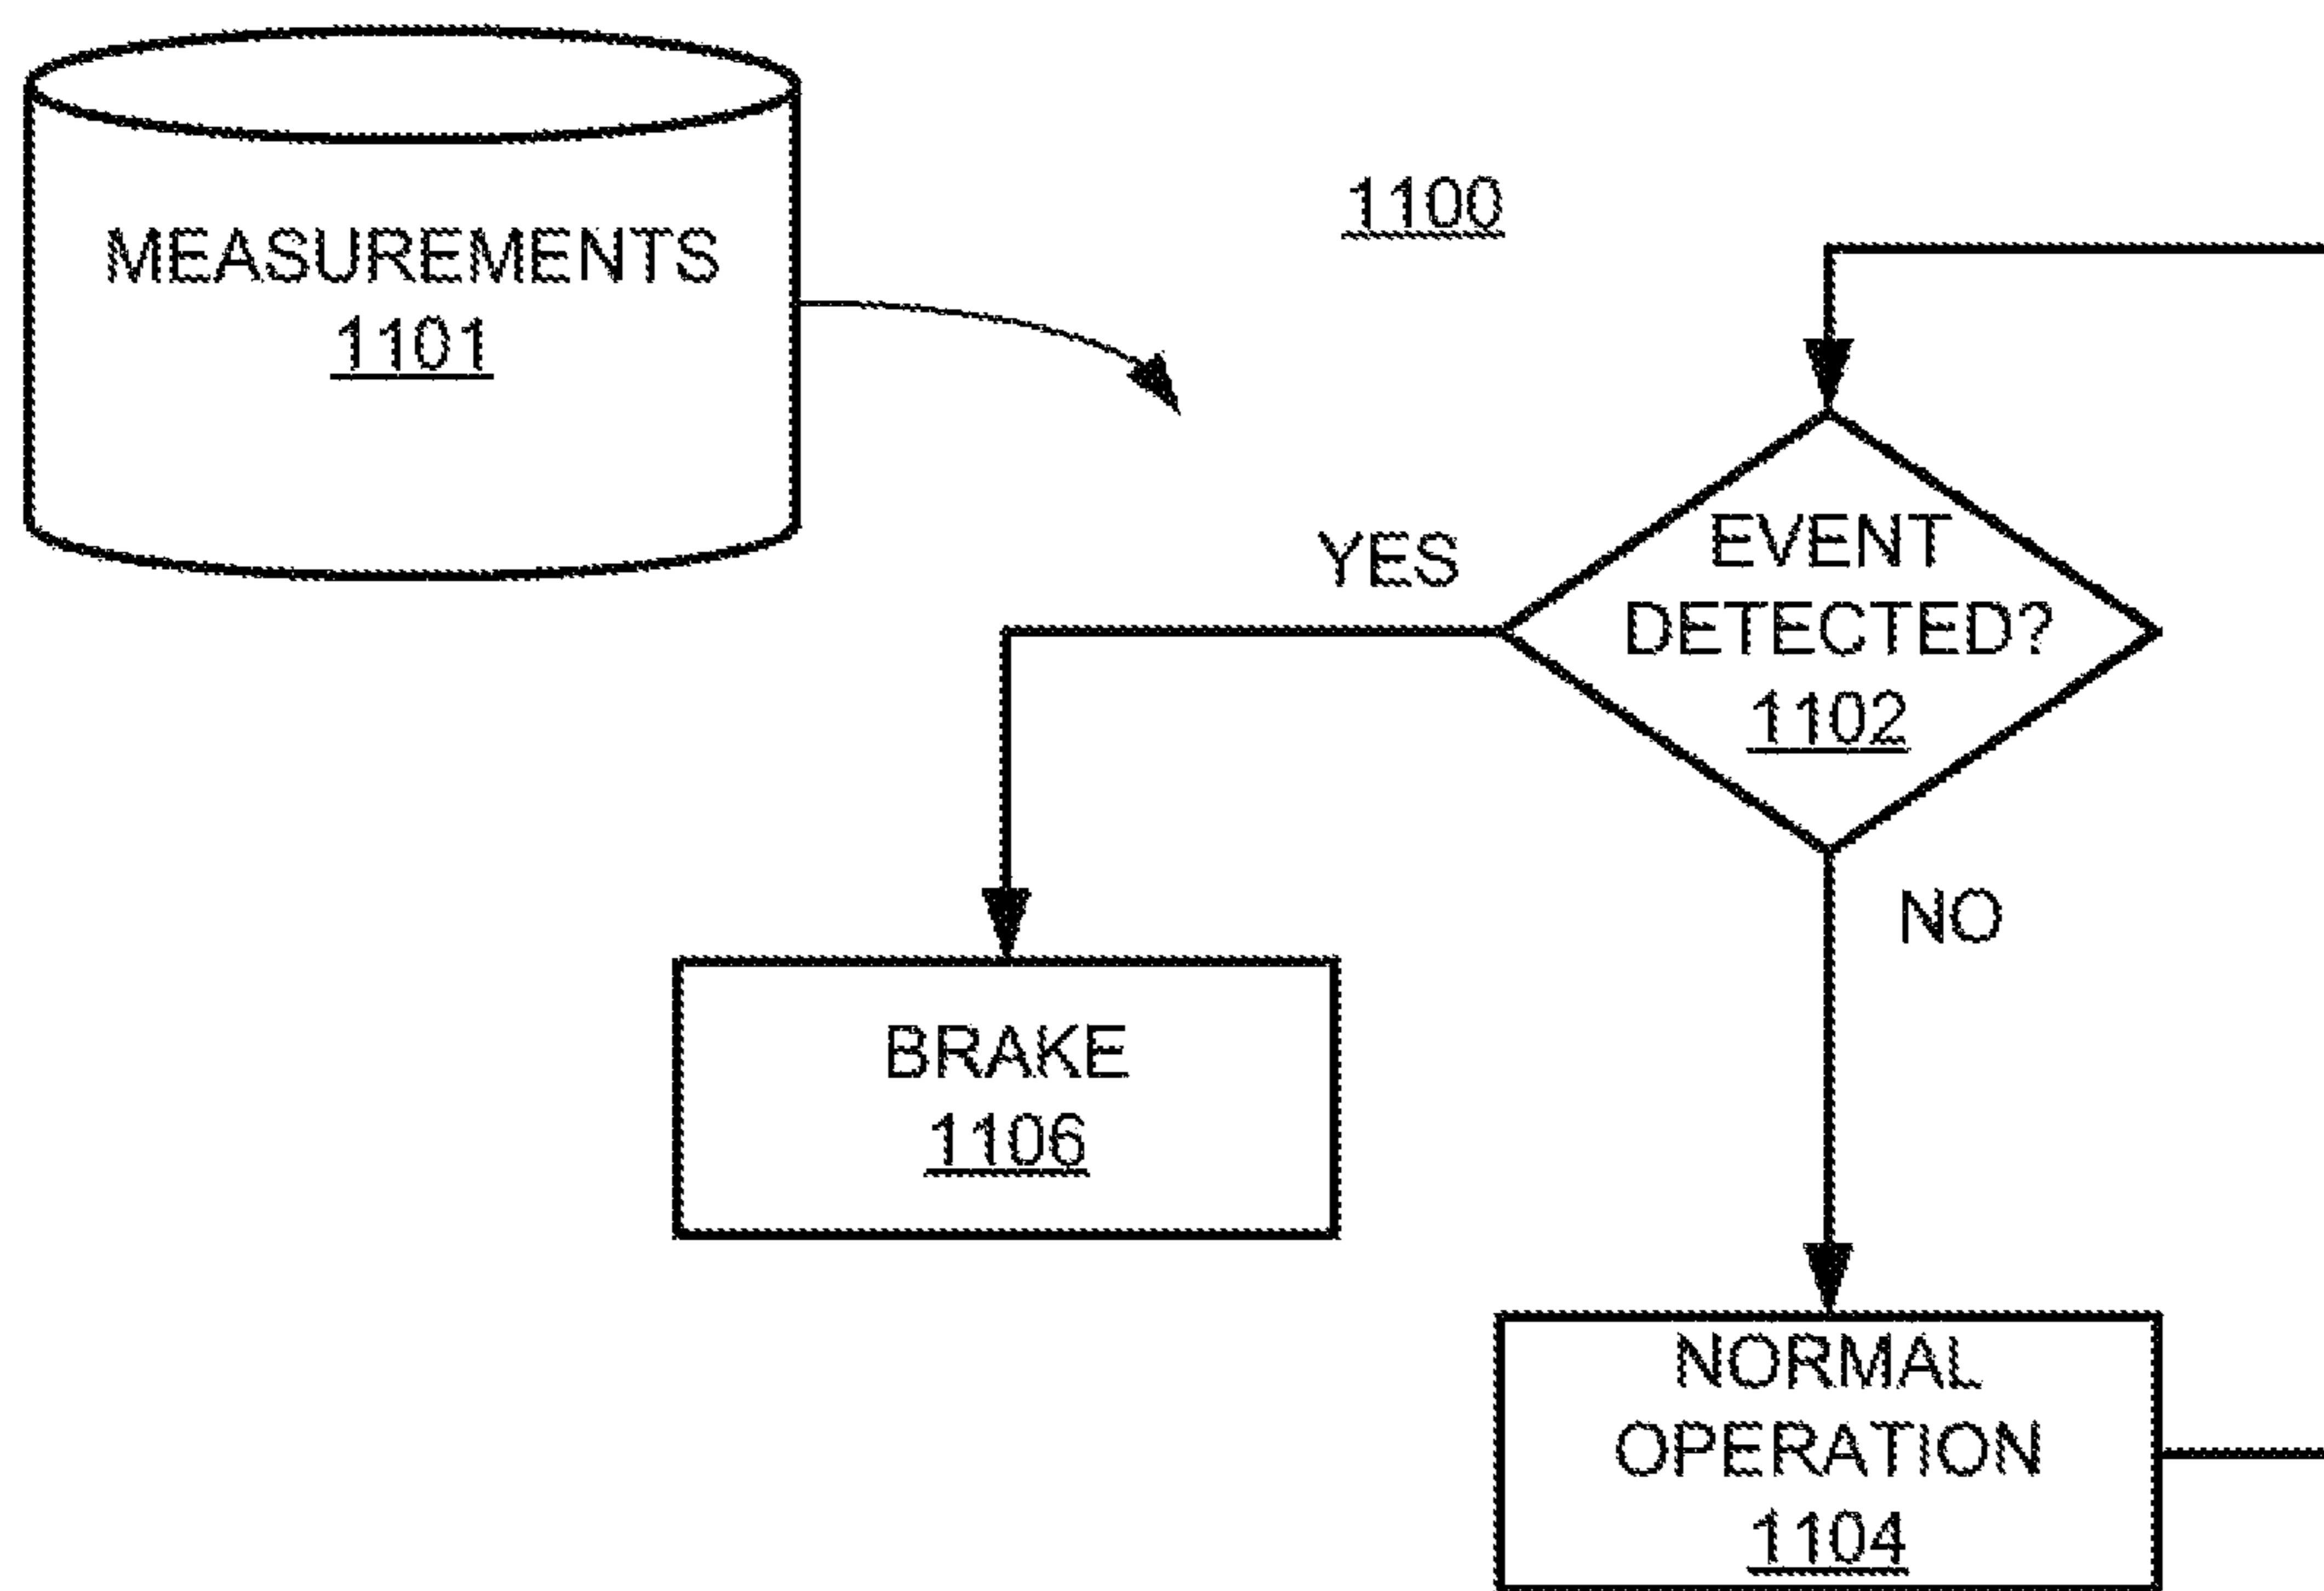 MEASUREMENTS
1101
1100
EVENT
DETECTED?
1102
YES
NO
BRAKE
1106
NORMAL
OPERATION
1104